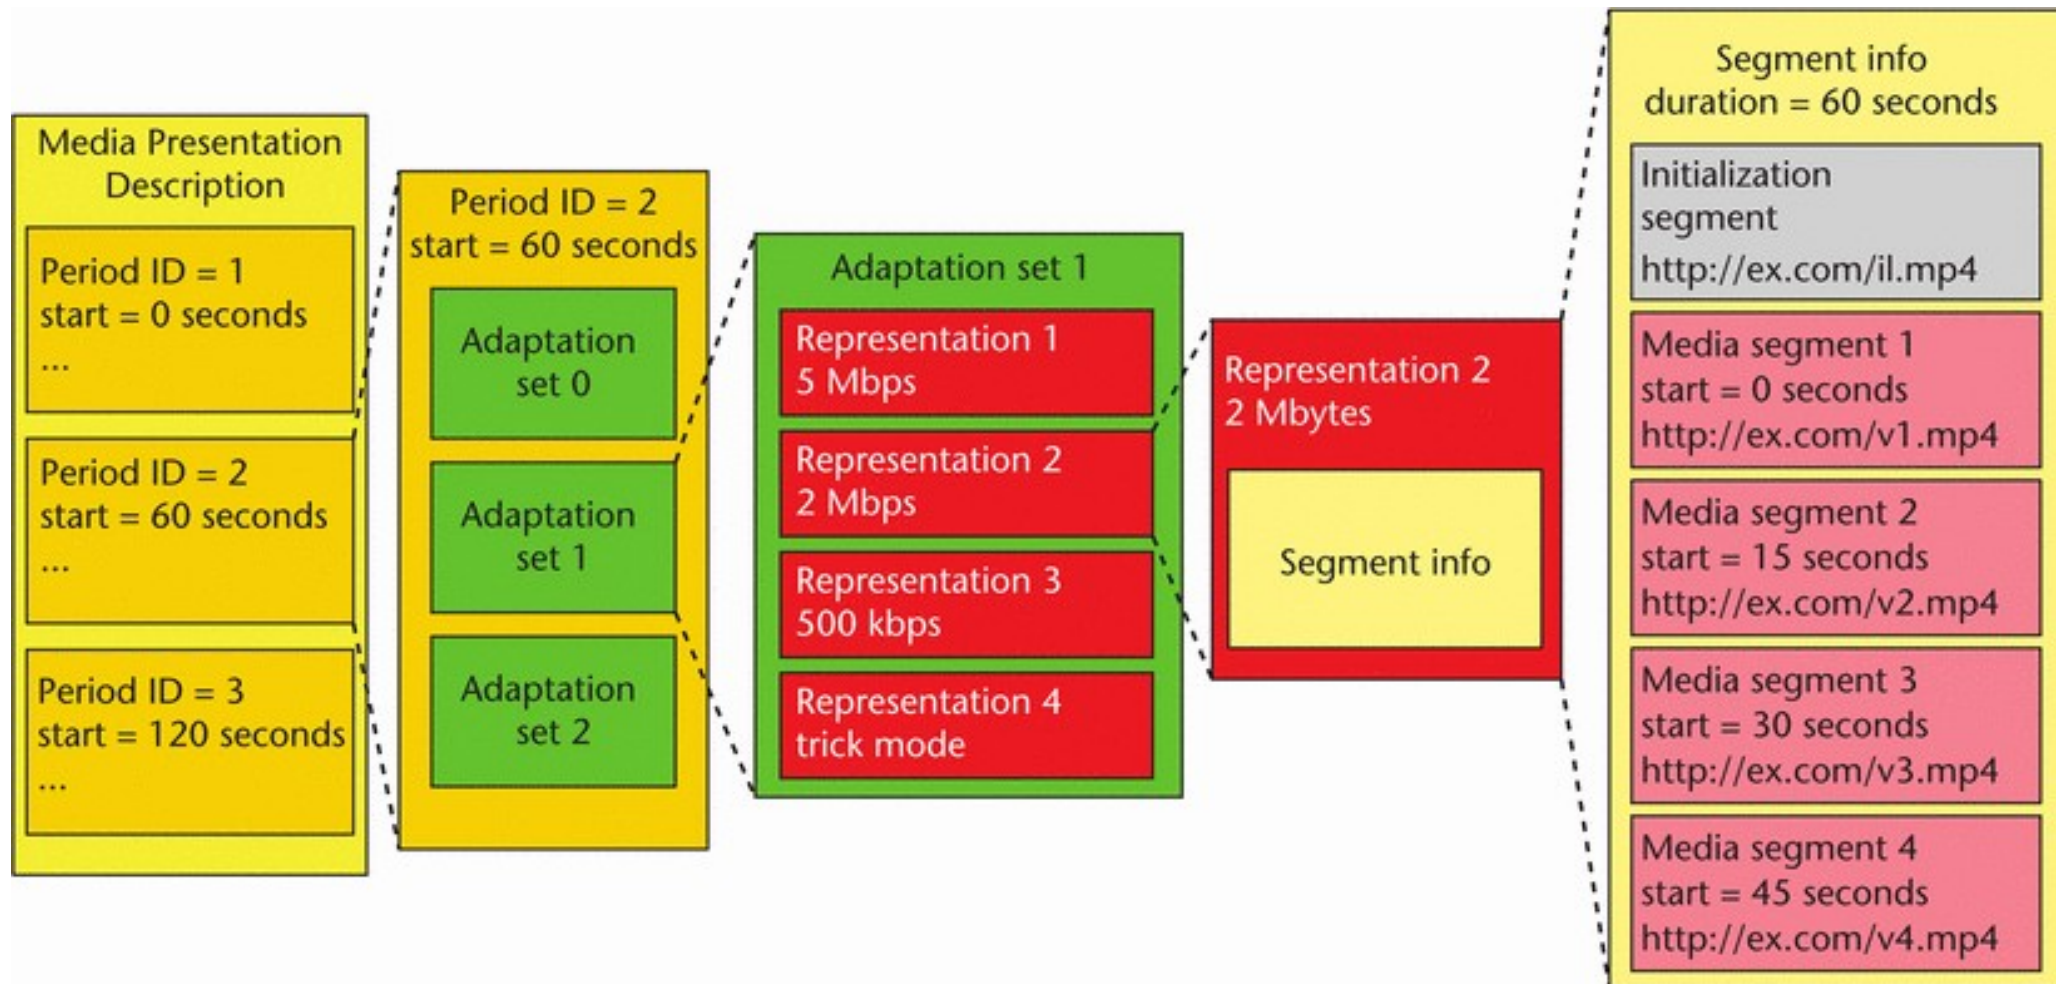 Media Presentation
Description
Period ID = 1
start = 0 seconds
...
Period ID = 2
start = 60 seconds
...
Period ID = 3
start = 120 seconds
...
Period ID = 2
start = 60 seconds
Adaptation
set 0
Adaptation
set 1
Adaptation
set 2
Adaptation set 1
Representation 1
5 Mbps
Representation 2
2 Mbps
Representation 3
500 kbps
Representation 4
trick mode
Representation 2
2 Mbytes
Segment info
Segment info
duration = 60 seconds
Initialization
segment
http://ex.com/il.mp4
Media segment 1
start = 0 seconds
http://ex.com/v1.mp4
Media segment 2
start = 15 seconds
http://ex.com/v2.mp4
Media segment 3
start = 30 seconds
http://ex.com/v3.mp4
Media segment 4
start = 45 seconds
http://ex.com/v4.mp4